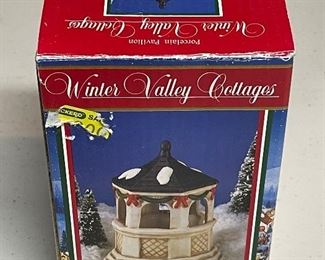 Porcelain Pavilion
Winter Valley
Cottages
Winter Valley Cottages